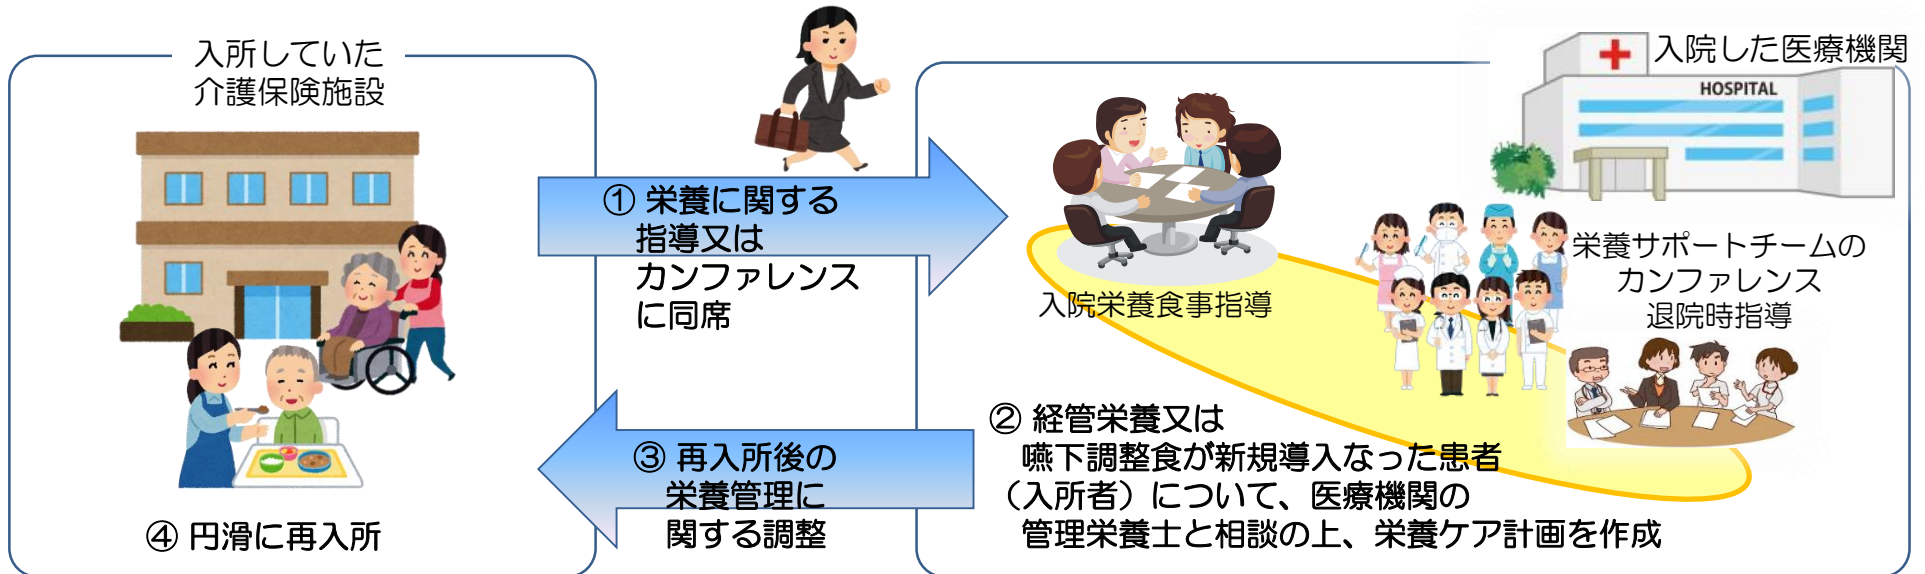 入所していた
介護保険施設
① 栄養に関する
指導又は
カンファレンス
に同席
入院した医療機関
HOSPITAL
入院栄養食事指導
栄養サポートチームの
カンファレンス
退院時指導
② 経管栄養又は
嚥下調整食が新規導入なった患者
（入所者）について、医療機関の
管理栄養士と相談の上、栄養ケア計画を作成
③ 再入所後の
栄養管理に
関する調整
④ 円滑に再入所